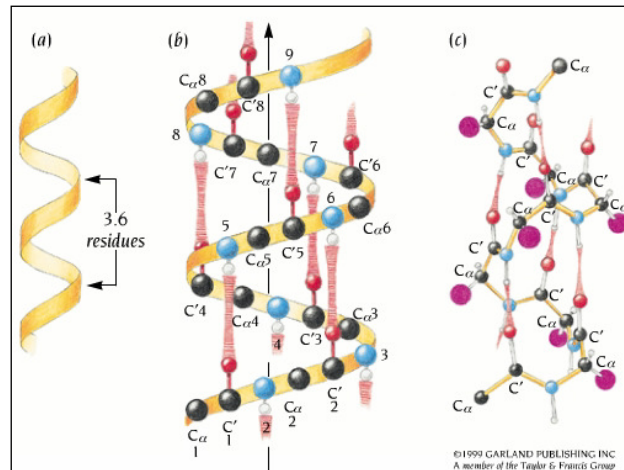 (a)
3.6
residues
(b)
9
Cα8
C′8
8
7
C′7
Cα7
C′6
5
6
Cα6
C′5
Cα5
C′4
Cα4
C′3
Cα3
4
3
Cα
1
C′
1
2
Cα
2
C′
2
(c)
Cα
C′
Cα
C′
Cα
C′
Cα
C′
Cα
C′
Cα
Cα
C′
C′
Cα
Cα
©1999 GARLAND PUBLISHING INC
A member of the Taylor & Francis Group